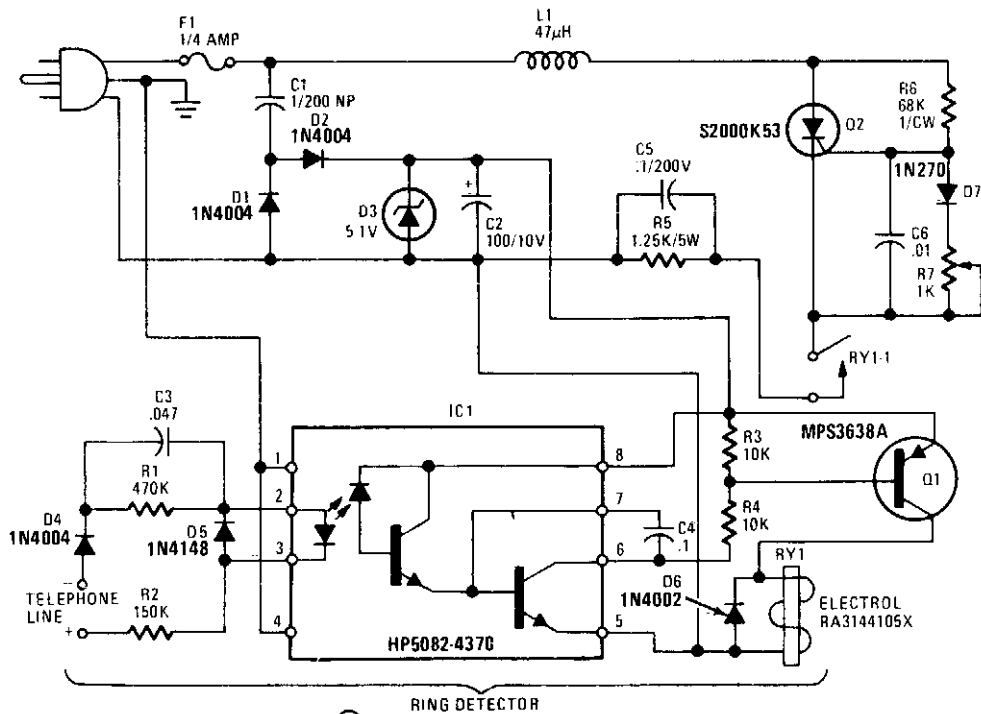 F1
1/4 AMP
L1
47µH
C1
1/200 NP
D2
1N4004
D1
1N4004
D3
5.1V
+
C2
100/10V
C5
.1/200V
R5
1.25K/5W
S2000K53
Q2
R6
68K
1/CW
1N270
D7
C6
.01
R7
1K
RY1-1
C3
.047
R1
470K
D4
1N4004
D5
1N4148
−
TELEPHONE
LINE
+
R2
150K
IC1
1
2
3
4
8
7
6
5
HP5082-4370
R3
10K
R4
10K
C4
.1
MPS3638A
Q1
D6
1N4002
RY1
ELECTROL
RA3144105X
RING DETECTOR